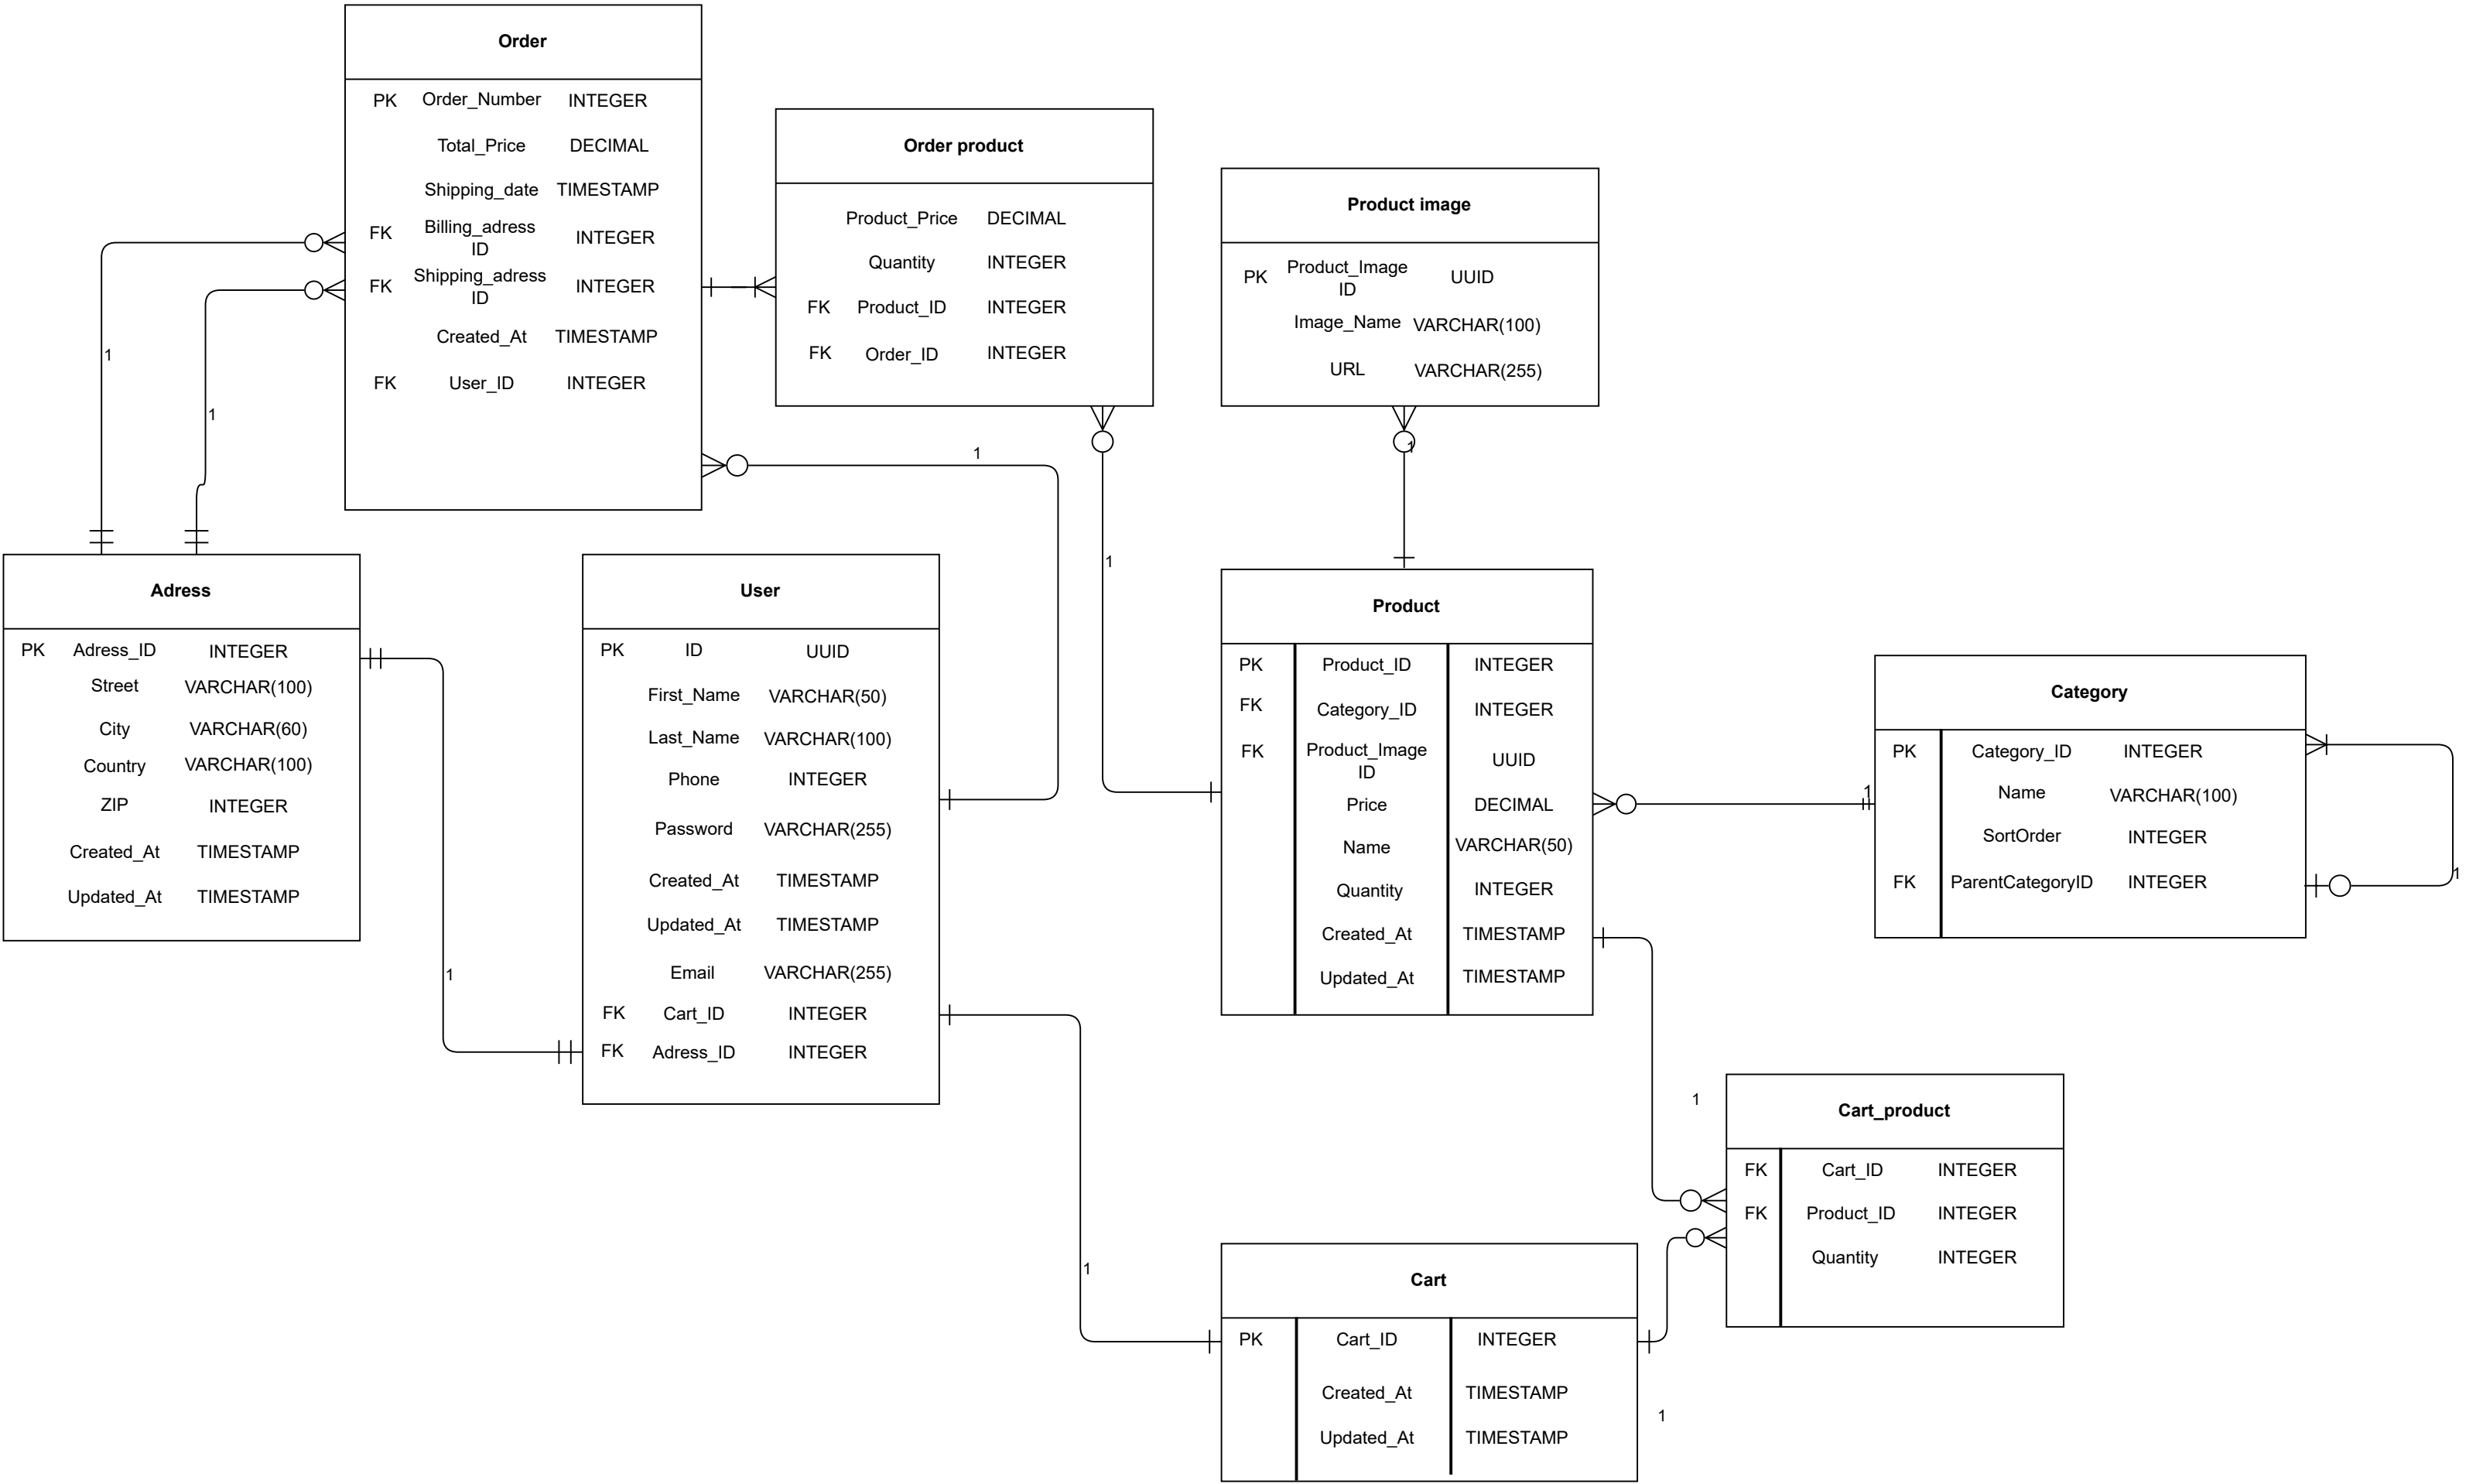 Order
PK Order_Number INTEGER
Total_Price DECIMAL
Shipping_date TIMESTAMP
FK Billing_adress
ID INTEGER
FK Shipping_adress
ID INTEGER
Created_At TIMESTAMP
FK User_ID INTEGER
Order product
Product_Price DECIMAL
Quantity INTEGER
FK Product_ID INTEGER
FK Order_ID INTEGER
Product image
PK Product_Image
ID UUID
Image_Name VARCHAR(100)
URL VARCHAR(255)
1
1
1
1
1
Adress
PK Adress_ID INTEGER
Street VARCHAR(100)
City VARCHAR(60)
Country VARCHAR(100)
ZIP INTEGER
Created_At TIMESTAMP
Updated_At TIMESTAMP
1
User
PK ID UUID
First_Name VARCHAR(50)
Last_Name VARCHAR(100)
Phone INTEGER
Password VARCHAR(255)
Created_At TIMESTAMP
Updated_At TIMESTAMP
Email VARCHAR(255)
FK Cart_ID INTEGER
FK Adress_ID INTEGER
Product
PK Product_ID INTEGER
FK Category_ID INTEGER
FK Product_Image
ID UUID
Price DECIMAL
Name VARCHAR(50)
Quantity INTEGER
Created_At TIMESTAMP
Updated_At TIMESTAMP
1
Category
PK Category_ID INTEGER
Name VARCHAR(100)
SortOrder INTEGER
FK ParentCategoryID INTEGER
1
1
Cart_product
FK Cart_ID INTEGER
FK Product_ID INTEGER
Quantity INTEGER
1
Cart
PK Cart_ID INTEGER
Created_At TIMESTAMP
Updated_At TIMESTAMP
1